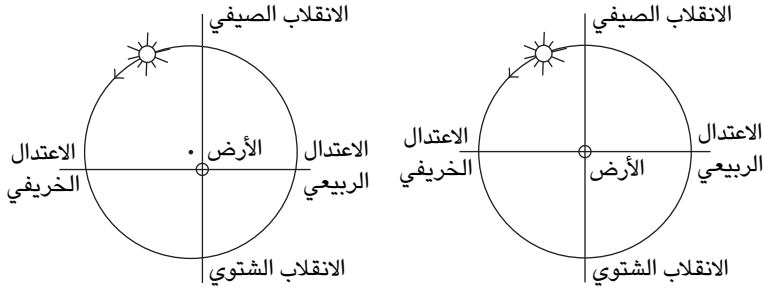 الانقلاب الصيفي
الاعتدال
الربيعي
الأرض
الاعتدال
الخريفي
الانقلاب الشتوي
الانقلاب الصيفي
الاعتدال
الربيعي
الأرض
الاعتدال
الخريفي
الانقلاب الشتوي